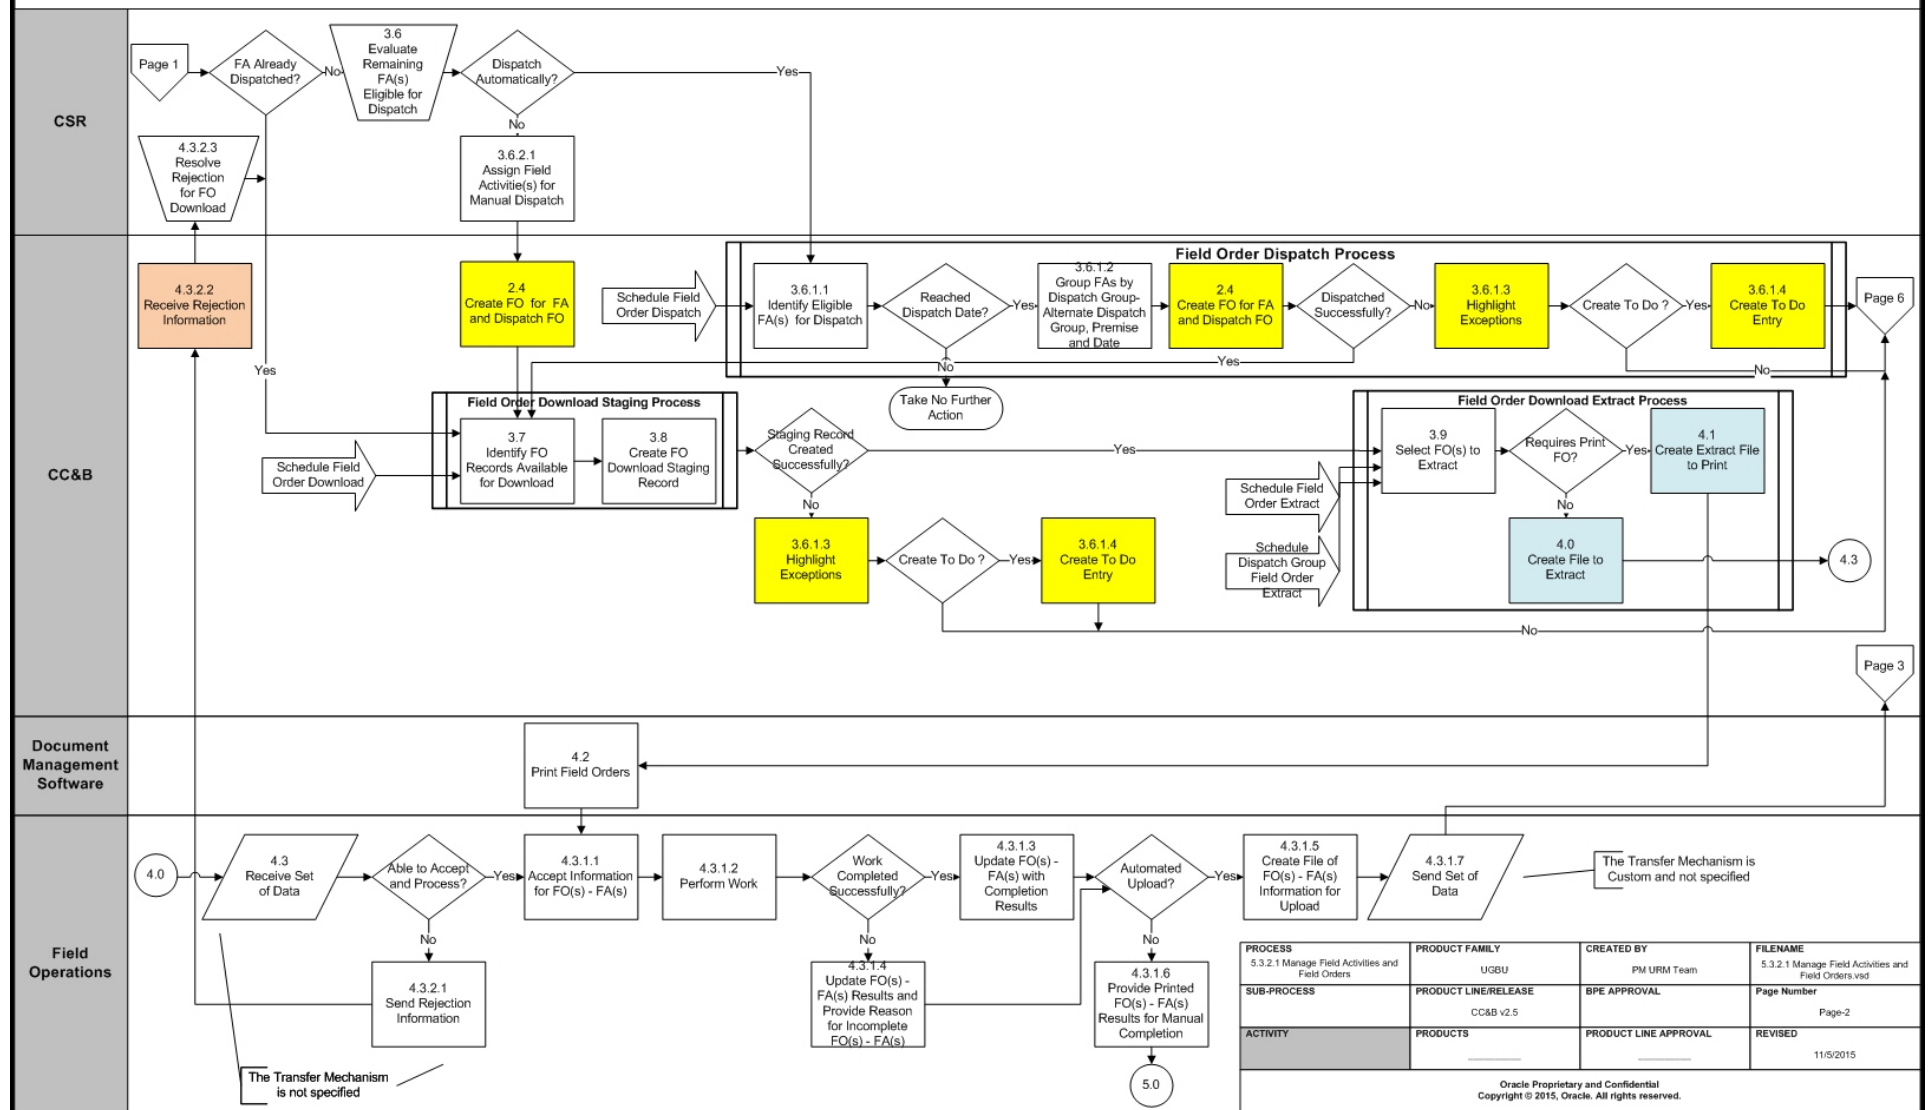 CSR
Page 1
FA Already
Dispatched?
No
3.6
Evaluate
Remaining
FA(s)
Eligible for
Dispatch
Dispatch
Automatically?
Yes
No
4.3.2.3
Resolve
Rejection
for FO
Download
3.6.2.1
Assign Field
Activitie(s) for
Manual Dispatch
CC&B
4.3.2.2
Receive Rejection
Information
Yes
2.4
Create FO for FA
and Dispatch FO
Field Order Dispatch Process
Schedule Field
Order Dispatch
3.6.1.1
Identify Eligible
FA(s) for Dispatch
Reached
Dispatch Date?
Yes
3.6.1.2
Group FAs by
Dispatch Group-
Alternate Dispatch
Group, Premise
and Date
2.4
Create FO for FA
and Dispatch FO
Dispatched
Successfully?
No
3.6.1.3
Highlight
Exceptions
Create To Do ?
Yes
3.6.1.4
Create To Do
Entry
Page 6
No
Yes
No
Take No Further
Action
Field Order Download Staging Process
Schedule Field
Order Download
3.7
Identify FO
Records Available
for Download
3.8
Create FO
Download Staging
Record
Staging Record
Created
Successfully?
Yes
No
Field Order Download Extract Process
3.9
Select FO(s) to
Extract
Requires Print
FO?
Yes
4.1
Create Extract File
to Print
No
Schedule Field
Order Extract
Schedule
Dispatch Group
Field Order
Extract
4.0
Create File to
Extract
4.3
3.6.1.3
Highlight
Exceptions
Create To Do ?
Yes
3.6.1.4
Create To Do
Entry
No
Page 3
Document
Management
Software
4.2
Print Field Orders
Field
Operations
4.0
4.3
Receive Set
of Data
Able to Accept
and Process?
Yes
4.3.1.1
Accept Information
for FO(s) - FA(s)
4.3.1.2
Perform Work
Work
Completed
Successfully?
Yes
4.3.1.3
Update FO(s) -
FA(s) with
Completion
Results
Automated
Upload?
Yes
4.3.1.5
Create File of
FO(s) - FA(s)
Information for
Upload
4.3.1.7
Send Set of
Data
The Transfer Mechanism is
Custom and not specified
No
No
No
4.3.2.1
Send Rejection
Information
4.3.1.4
Update FO(s) -
FA(s) Results and
Provide Reason
for Incomplete
FO(s) - FA(s)
4.3.1.6
Provide Printed
FO(s) - FA(s)
Results for Manual
Completion
5.0
The Transfer Mechanism
is not specified
PROCESS
5.3.2.1 Manage Field Activities and
Field Orders
PRODUCT FAMILY
UGBU
CREATED BY
PM URM Team
FILENAME
5.3.2.1 Manage Field Activities and
Field Orders.vsd
SUB-PROCESS
PRODUCT LINE/RELEASE
CC&B v2.5
BPE APPROVAL
Page Number
Page-2
ACTIVITY
PRODUCTS
PRODUCT LINE APPROVAL
REVISED
11/5/2015
Oracle Proprietary and Confidential
Copyright © 2015, Oracle. All rights reserved.